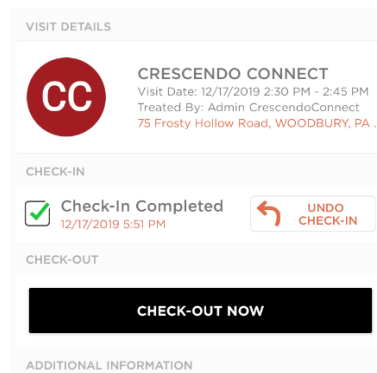 VISIT DETAILS
CC
CRESCENDO CONNECT
Visit Date: 12/17/2019 2:30 PM - 2:45 PM
Treated By: Admin CrescendoConnect
75 Frosty Hollow Road, WOODBURY, PA .
CHECK-IN
Check-In Completed
12/17/2019 5:51 PM
UNDO
CHECK-IN
CHECK-OUT
CHECK-OUT NOW
ADDITIONAL INFORMATION